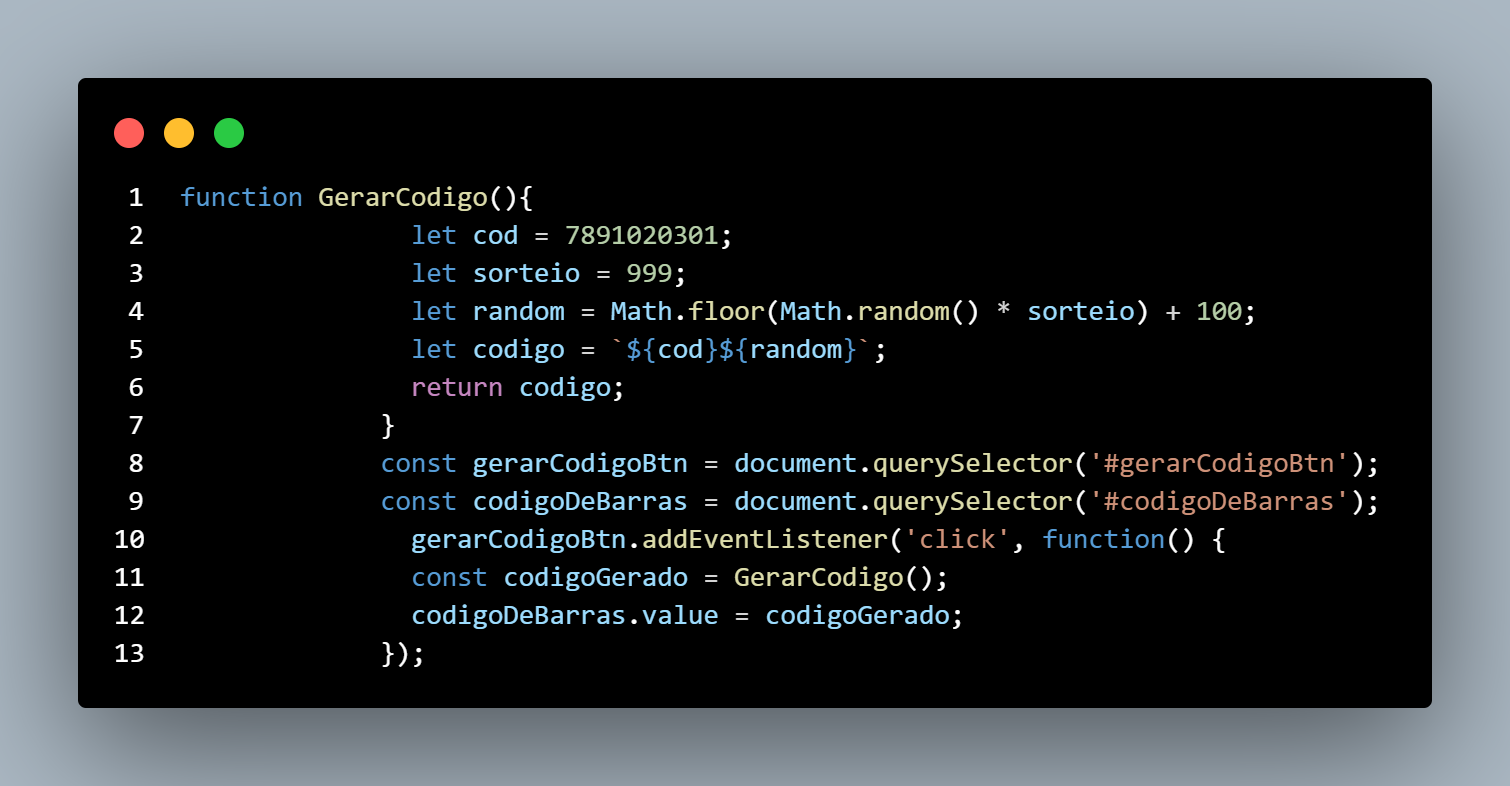 1 function GerarCodigo(){
2 let cod = 7891020301;
3 let sorteio = 999;
4 let random = Math.floor(Math.random() * sorteio) + 100;
5 let codigo = `${cod}${random}`;
6 return codigo;
7 }
8 const gerarCodigoBtn = document.querySelector('#gerarCodigoBtn');
9 const codigoDeBarras = document.querySelector('#codigoDeBarras');
10 gerarCodigoBtn.addEventListener('click', function() {
11 const codigoGerado = GerarCodigo();
12 codigoDeBarras.value = codigoGerado;
13 });